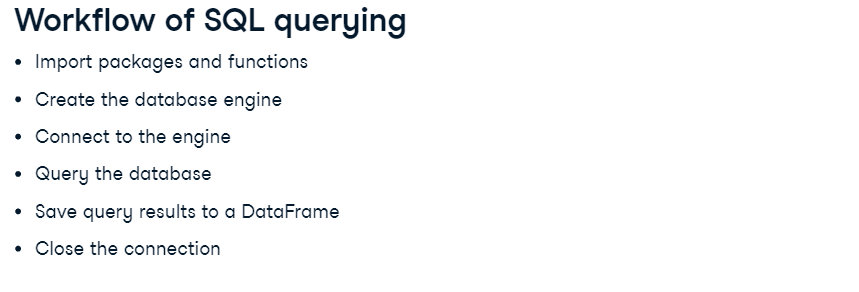 Workflow of SQL querying
• Import packages and functions
• Create the database engine
• Connect to the engine
• Query the database
• Save query results to a DataFrame
• Close the connection